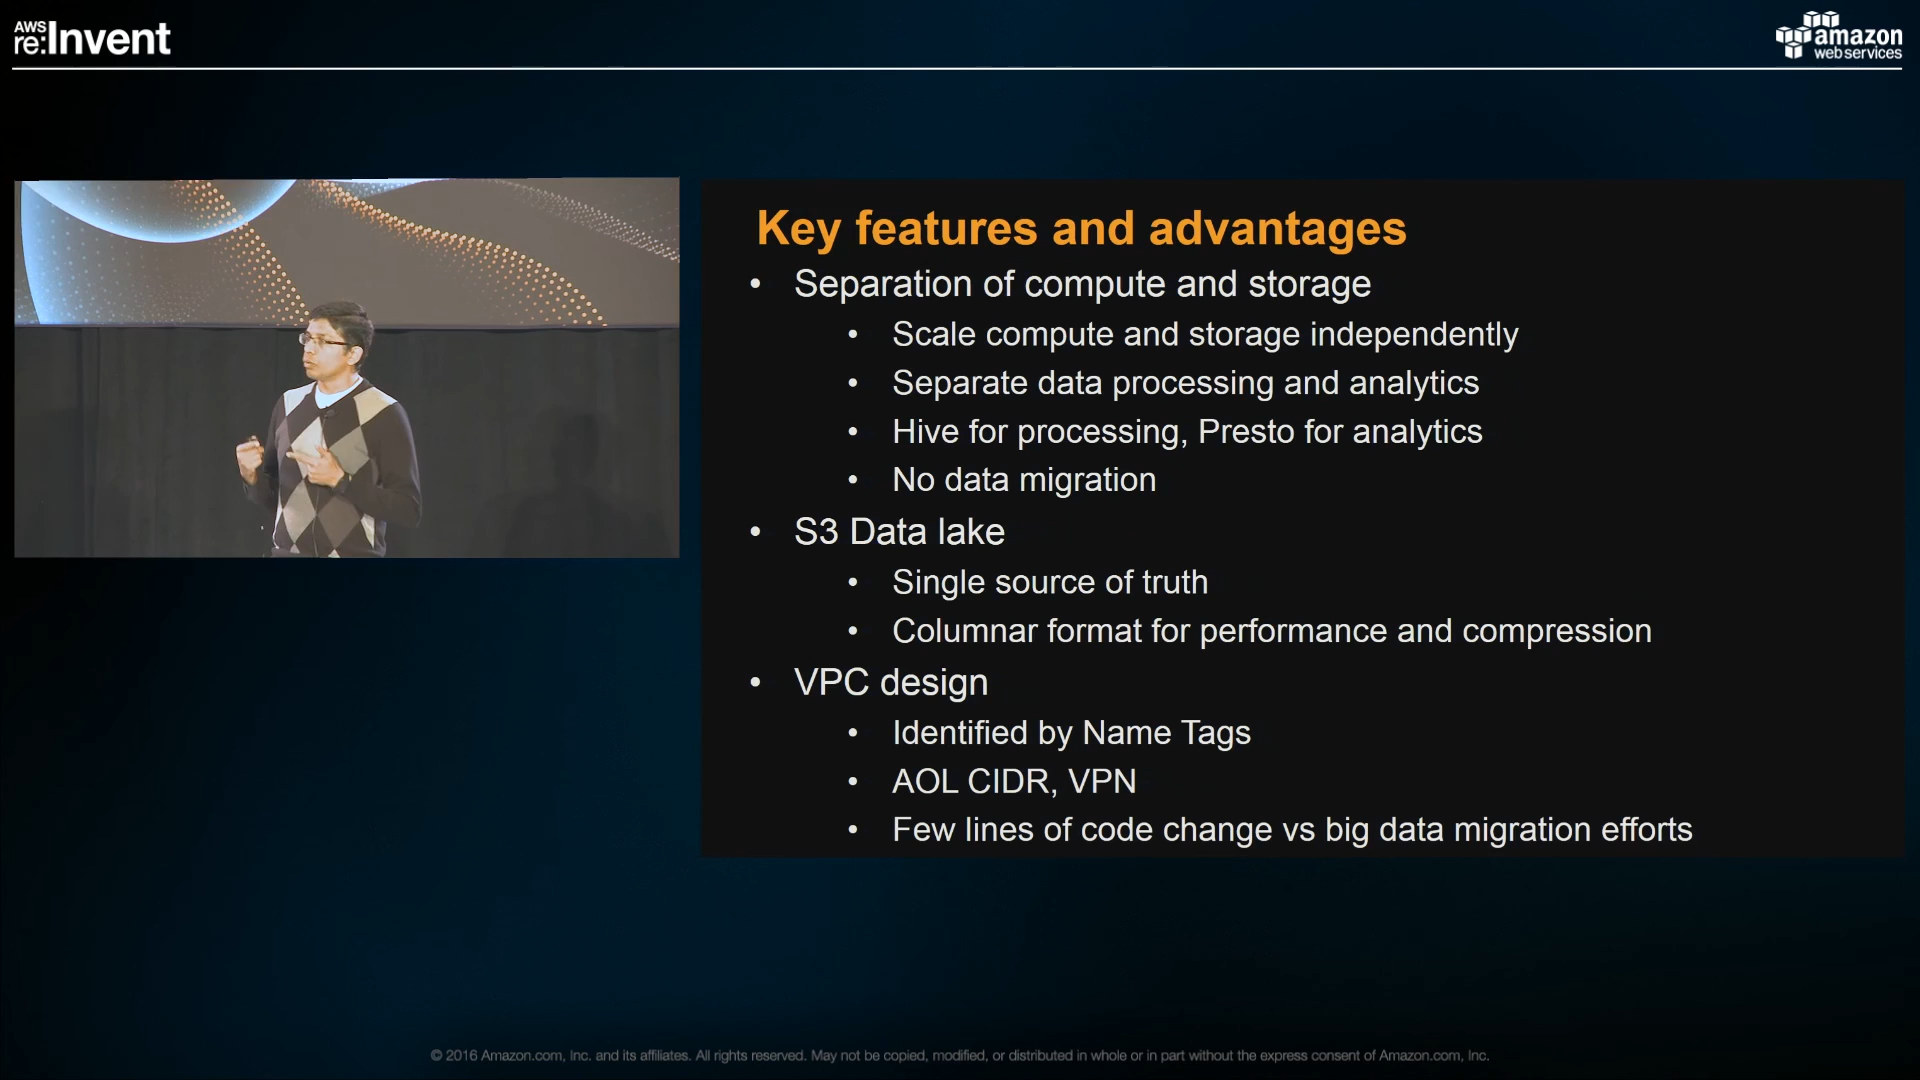 AWS
re:Invent
amazon
webservices
Key features and advantages
• Separation of compute and storage
• Scale compute and storage independently
• Separate data processing and analytics
• Hive for processing, Presto for analytics
• No data migration
• S3 Data lake
• Single source of truth
• Columnar format for performance and compression
• VPC design
• Identified by Name Tags
• AOL CIDR, VPN
• Few lines of code change vs big data migration efforts
© 2016 Amazon.com, Inc. and its affiliates. All rights reserved. May not be copied, modified, or distributed in whole or in part without the express consent of Amazon.com, Inc.